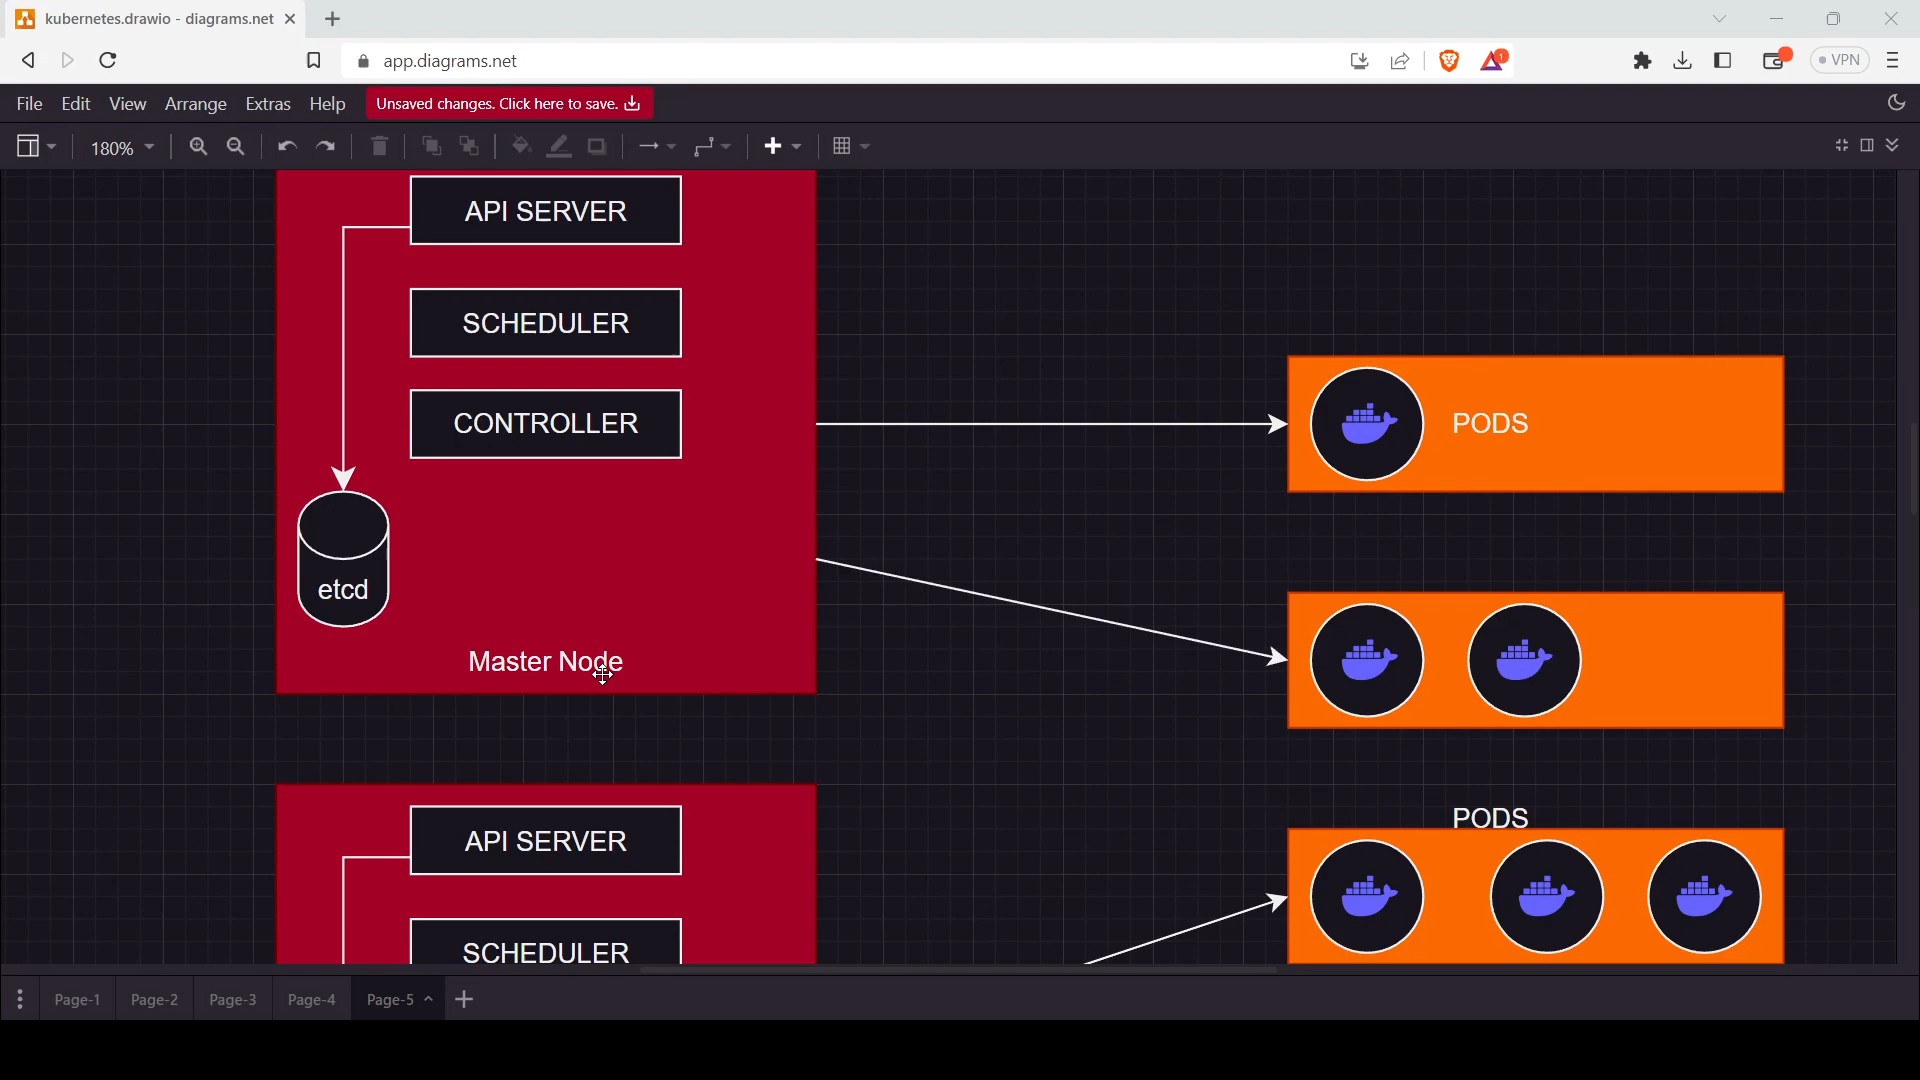 kubernetes.drawio - diagrams.net
app.diagrams.net
1
VPN
File Edit View Arrange Extras Help Unsaved changes. Click here to save.
180%
API SERVER
SCHEDULER
CONTROLLER
etcd
Master Node
PODS
PODS
API SERVER
SCHEDULER
Page-1 Page-2 Page-3 Page-4 Page-5